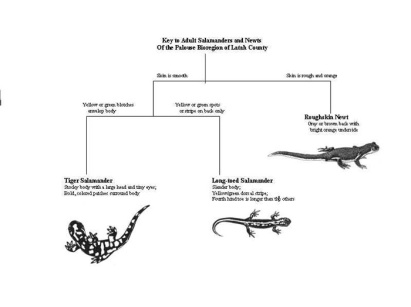 Key to Adult Salamanders and Newts
Of the Palouse Bioregion of Latah County
Skin is smooth
Skin is rough and orange
Yellow or green blotches
envelop body
Yellow or green spots
or stripe on back only
Roughskin Newt
Gray or brown back with
bright orange underside
Tiger Salamander
Stocky body with a large head and tiny eyes;
Bold, colored patches surround body
Long-toed Salamander
Slender body;
Yellow/green dorsal stripe;
Fourth hind toe is longer than the others